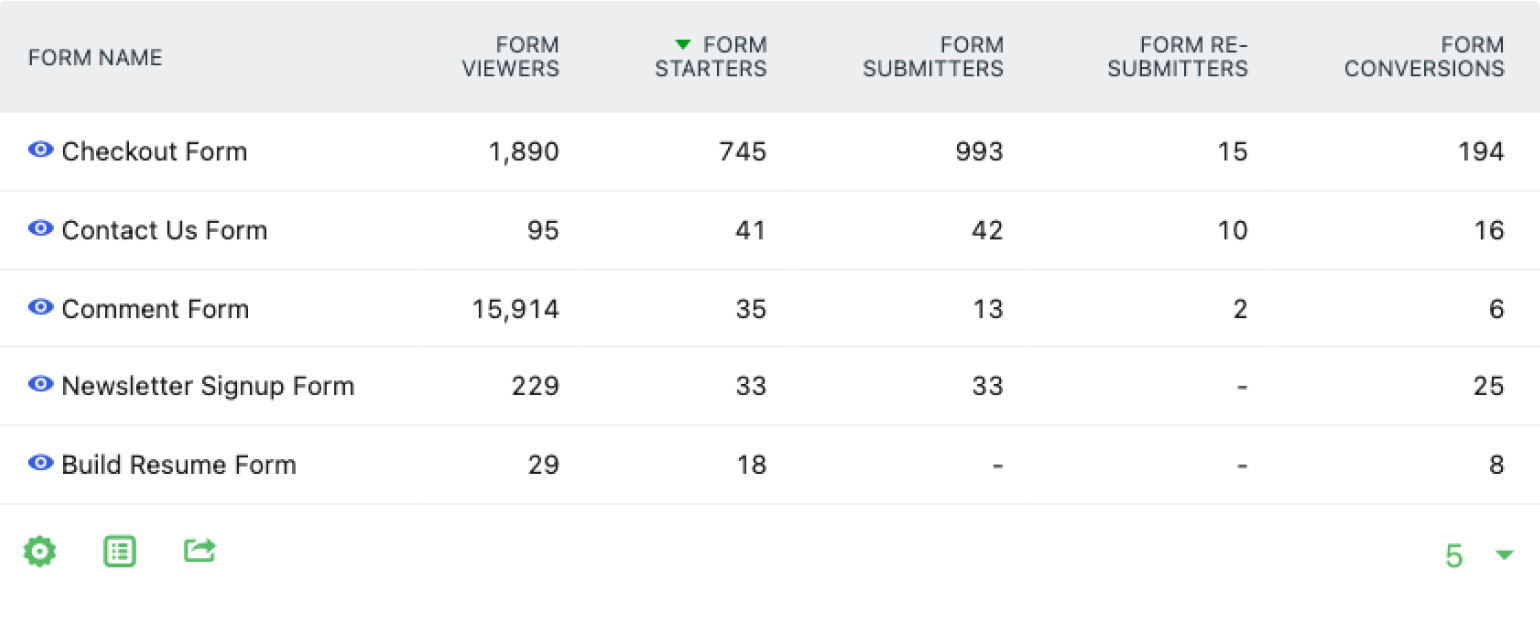 FORM NAME FORM VIEWERS FORM STARTERS FORM SUBMITTERS FORM RE-SUBMITTERS FORM CONVERSIONS
Checkout Form 1,890 745 993 15 194
Contact Us Form 95 41 42 10 16
Comment Form 15,914 35 13 2 6
Newsletter Signup Form 229 33 33 - 25
Build Resume Form 29 18 - - 8
5